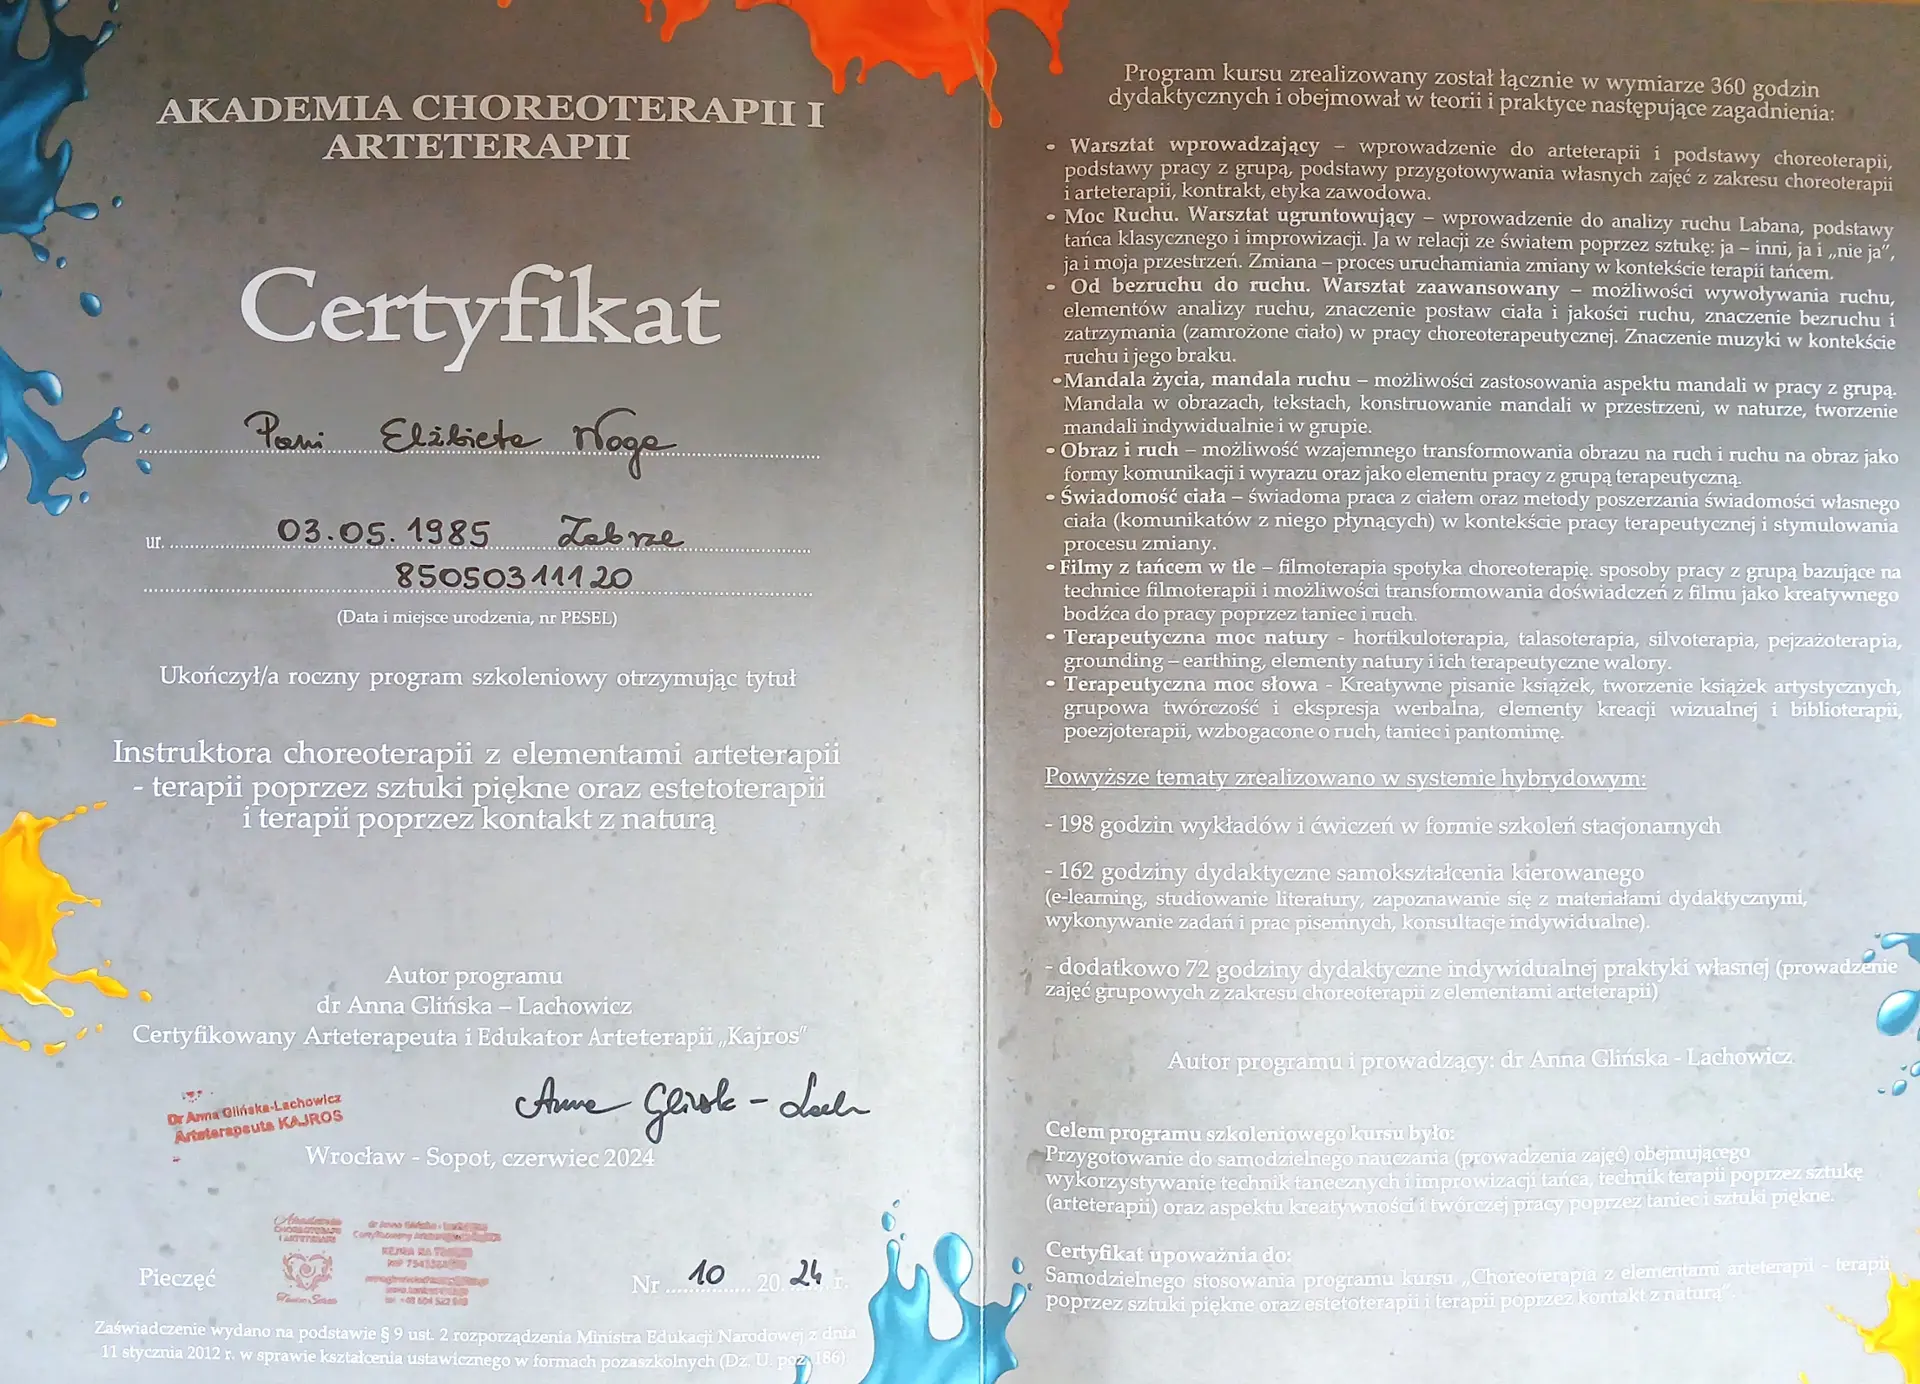 AKADEMIA CHOREOTERAPII I
ARTETERAPII
Certyfikat
Pani Elżbieta Noga
ur. 03.05.1985 Zabrze
85050311120
(Data i miejsce urodzenia, nr PESEL)
Ukończył/a roczny program szkoleniowy otrzymując tytuł
Instruktora choreoterapii z elementami arteterapii
- terapii poprzez sztuki piękne oraz estetoterapii
i terapii poprzez kontakt z naturą
Autor programu
dr Anna Glińska – Lachowicz
Certyfikowany Arteterapeuta i Edukator Arteterapii „Kajros”
Dr Anna Glińska-Lachowicz
Arteterapeuta KAJROS
Anna Glińsk - Lach
Wrocław - Sopot, czerwiec 2024
Akademia
CHOREOTERAPII
I ARTETERAPII
Pieczęć
Nr 10 20 24 r.
Zaświadczenie wydano na podstawie § 9 ust. 2 rozporządzenia Ministra Edukacji Narodowej z dnia
11 stycznia 2012 r. w sprawie kształcenia ustawicznego w formach pozaszkolnych (Dz. U. poz. 186)
Program kursu zrealizowany został łącznie w wymiarze 360 godzin
dydaktycznych i obejmował w teorii i praktyce następujące zagadnienia:
• Warsztat wprowadzający – wprowadzenie do arteterapii i podstawy choreoterapii,
podstawy pracy z grupą, podstawy przygotowywania własnych zajęć z zakresu choreoterapii
i arteterapii, kontrakt, etyka zawodowa.
• Moc Ruchu. Warsztat ugruntowujący – wprowadzenie do analizy ruchu Labana, podstawy
tańca klasycznego i improwizacji. Ja w relacji ze światem poprzez sztukę: ja – inni, ja i „nie ja”,
ja i moja przestrzeń. Zmiana – proces uruchamiania zmiany w kontekście terapii tańcem.
• Od bezruchu do ruchu. Warsztat zaawansowany – możliwości wywoływania ruchu,
elementów analizy ruchu, znaczenie postaw ciała i jakości ruchu, znaczenie bezruchu i
zatrzymania (zamrożone ciało) w pracy choreoterapeutycznej. Znaczenie muzyki w kontekście
ruchu i jego braku.
• Mandala życia, mandala ruchu – możliwości zastosowania aspektu mandali w pracy z grupą.
Mandala w obrazach, tekstach, konstruowanie mandali w przestrzeni, w naturze, tworzenie
mandali indywidualnie i w grupie.
• Obraz i ruch – możliwość wzajemnego transformowania obrazu na ruch i ruchu na obraz jako
formy komunikacji i wyrazu oraz jako elementu pracy z grupą terapeutyczną.
• Świadomość ciała – świadoma praca z ciałem oraz metody poszerzania świadomości własnego
ciała (komunikatów z niego płynących) w kontekście pracy terapeutycznej i stymulowania
procesu zmiany.
• Filmy z tańcem w tle – filmoterapia spotyka choreoterapię. sposoby pracy z grupą bazujące na
technice filmoterapii i możliwości transformowania doświadczeń z filmu jako kreatywnego
bodźca do pracy poprzez taniec i ruch.
• Terapeutyczna moc natury - hortikuloterapia, talasoterapia, silvoterapia, pejzażoterapia,
grounding – earthing, elementy natury i ich terapeutyczne walory.
• Terapeutyczna moc słowa - Kreatywne pisanie książek, tworzenie książek artystycznych,
grupowa twórczość i ekspresja werbalna, elementy kreacji wizualnej i biblioterapii,
poezjoterapii, wzbogacone o ruch, taniec i pantomimę.
Powyższe tematy zrealizowano w systemie hybrydowym:
- 198 godzin wykładów i ćwiczeń w formie szkoleń stacjonarnych
- 162 godziny dydaktyczne samokształcenia kierowanego
(e-learning, studiowanie literatury, zapoznawanie się z materiałami dydaktycznymi,
wykonywanie zadań i prac pisemnych, konsultacje indywidualne).
- dodatkowo 72 godziny dydaktyczne indywidualnej praktyki własnej (prowadzenie
zajęć grupowych z zakresu choreoterapii z elementami arteterapii)
Autor programu i prowadzący: dr Anna Glińska - Lachowicz
Celem programu szkoleniowego kursu było:
Przygotowanie do samodzielnego nauczania (prowadzenia zajęć) obejmującego
wykorzystywanie technik tanecznych i improwizacji tańca, technik terapii poprzez sztukę
(arteterapii) oraz aspektu kreatywności i twórczej pracy poprzez taniec i sztuki piękne.
Certyfikat upoważnia do:
Samodzielnego stosowania programu kursu „Choreoterapia z elementami arteterapii - terapii
poprzez sztuki piękne oraz estetoterapii i terapii poprzez kontakt z naturą”.